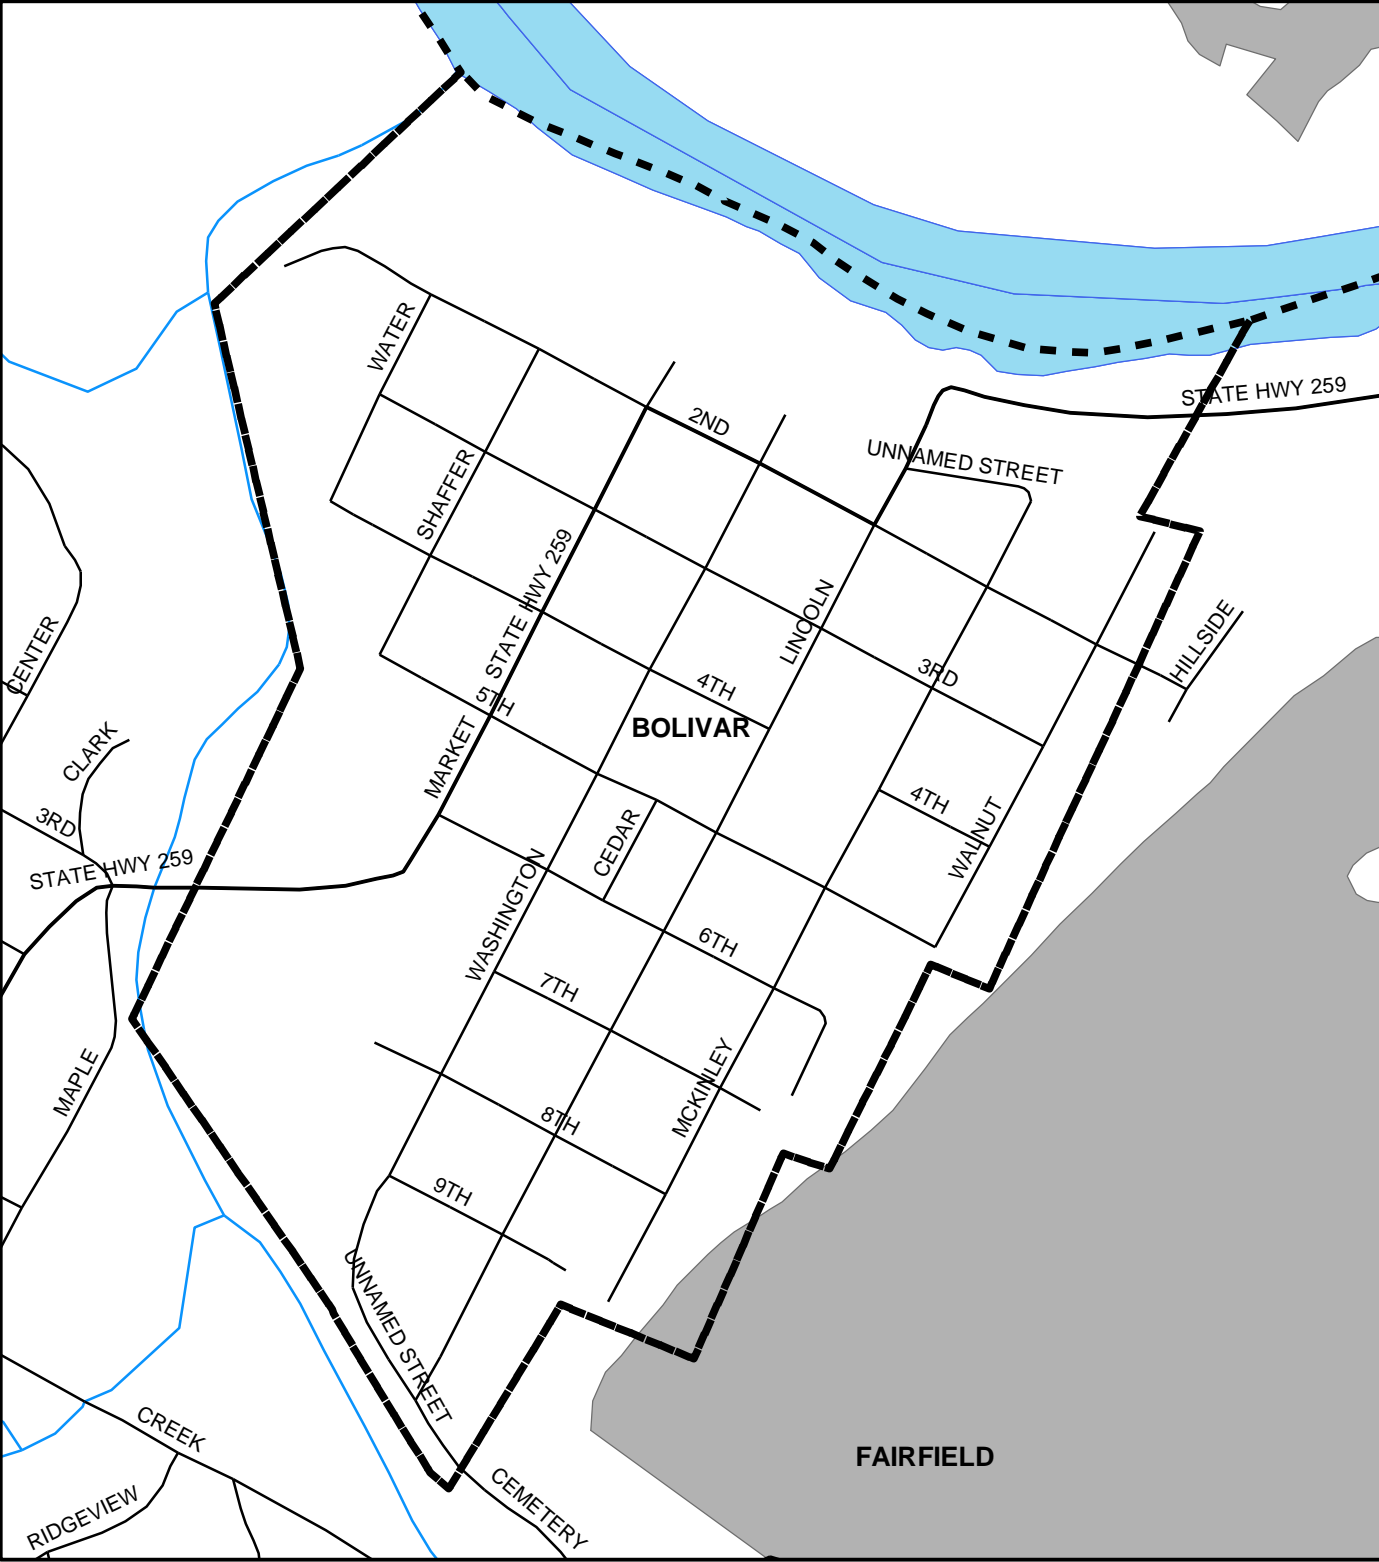 WATER
STATE HWY 259
2ND
UNNAMED STREET
SHAFFER
STATE HWY 259
LINCOLN
HILLSIDE
CENTER
3RD
4TH
5TH
BOLIVAR
CLARK
MARKET
4TH
WALNUT
3RD
CEDAR
STATE HWY 259
WASHINGTON
6TH
7TH
MAPLE
MCKINLEY
8TH
9TH
UNNAMED STREET
CREEK
FAIRFIELD
RIDGEVIEW
CEMETERY